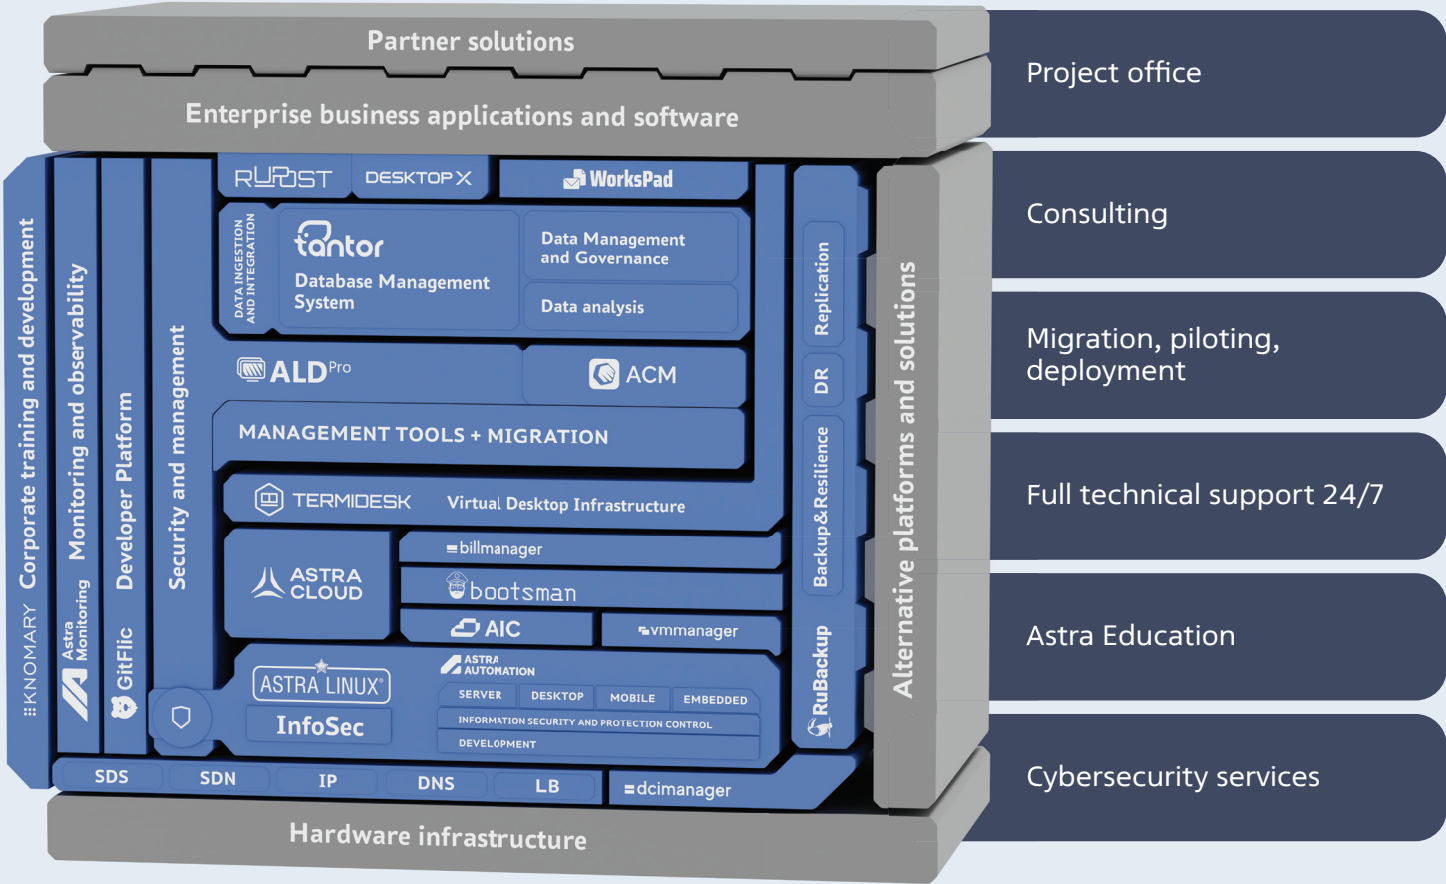 Partner solutions
Enterprise business applications and software
KNOMARY Corporate training and development
Astra
Monitoring
Monitoring and observability
GitFlic Developer Platform
Security and management
RUPOST
DESKTOP X
WorksPad
DATA INGESTION
AND INTEGRATION
tantor
Database Management
System
Data Management
and Governance
Data analysis
ALD Pro
ACM
MANAGEMENT TOOLS + MIGRATION
TERMIDESK
Virtual Desktop Infrastructure
ASTRA
CLOUD
billmanager
bootsman
AIC
vmmanager
ASTRA LINUX®
InfoSec
ASTRA
AUTOMATION
SERVER
DESKTOP
MOBILE
EMBEDDED
INFORMATION SECURITY AND PROTECTION CONTROL
DEVELOPMENT
SDS
SDN
IP
DNS
LB
dcimanager
Replication
DR
Backup&Resilience
RuBackup
Alternative platforms and solutions
Hardware infrastructure
Project office
Consulting
Migration, piloting,
deployment
Full technical support 24/7
Astra Education
Cybersecurity services